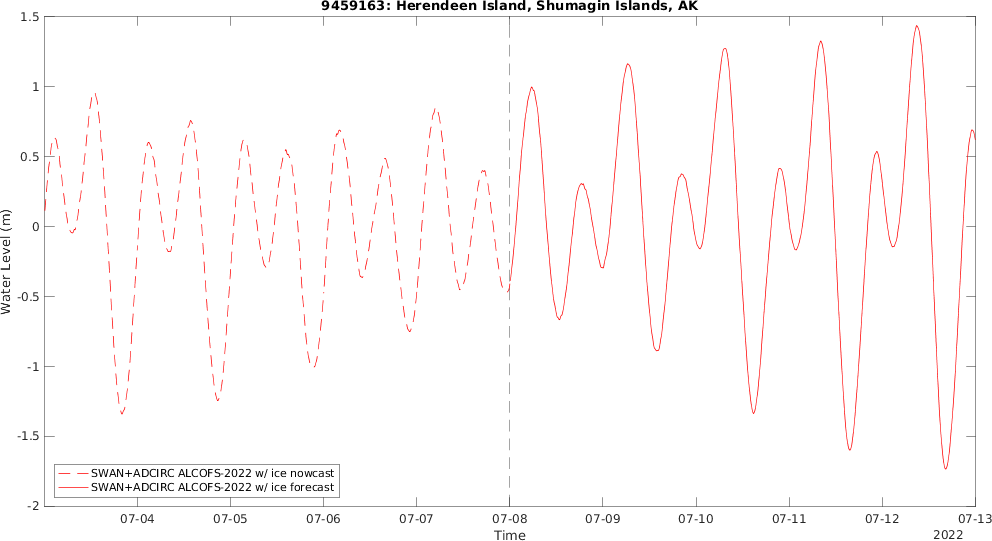 9459163: Herendeen Island, Shumagin Islands, AK
1.5
1
0.5
0
-0.5
-1
-1.5
-2
Water Level (m)
SWAN+ADCIRC ALCOFS-2022 w/ ice nowcast
SWAN+ADCIRC ALCOFS-2022 w/ ice forecast
07-04 07-05 07-06 07-07 07-08 07-09 07-10 07-11 07-12 07-13
Time
2022